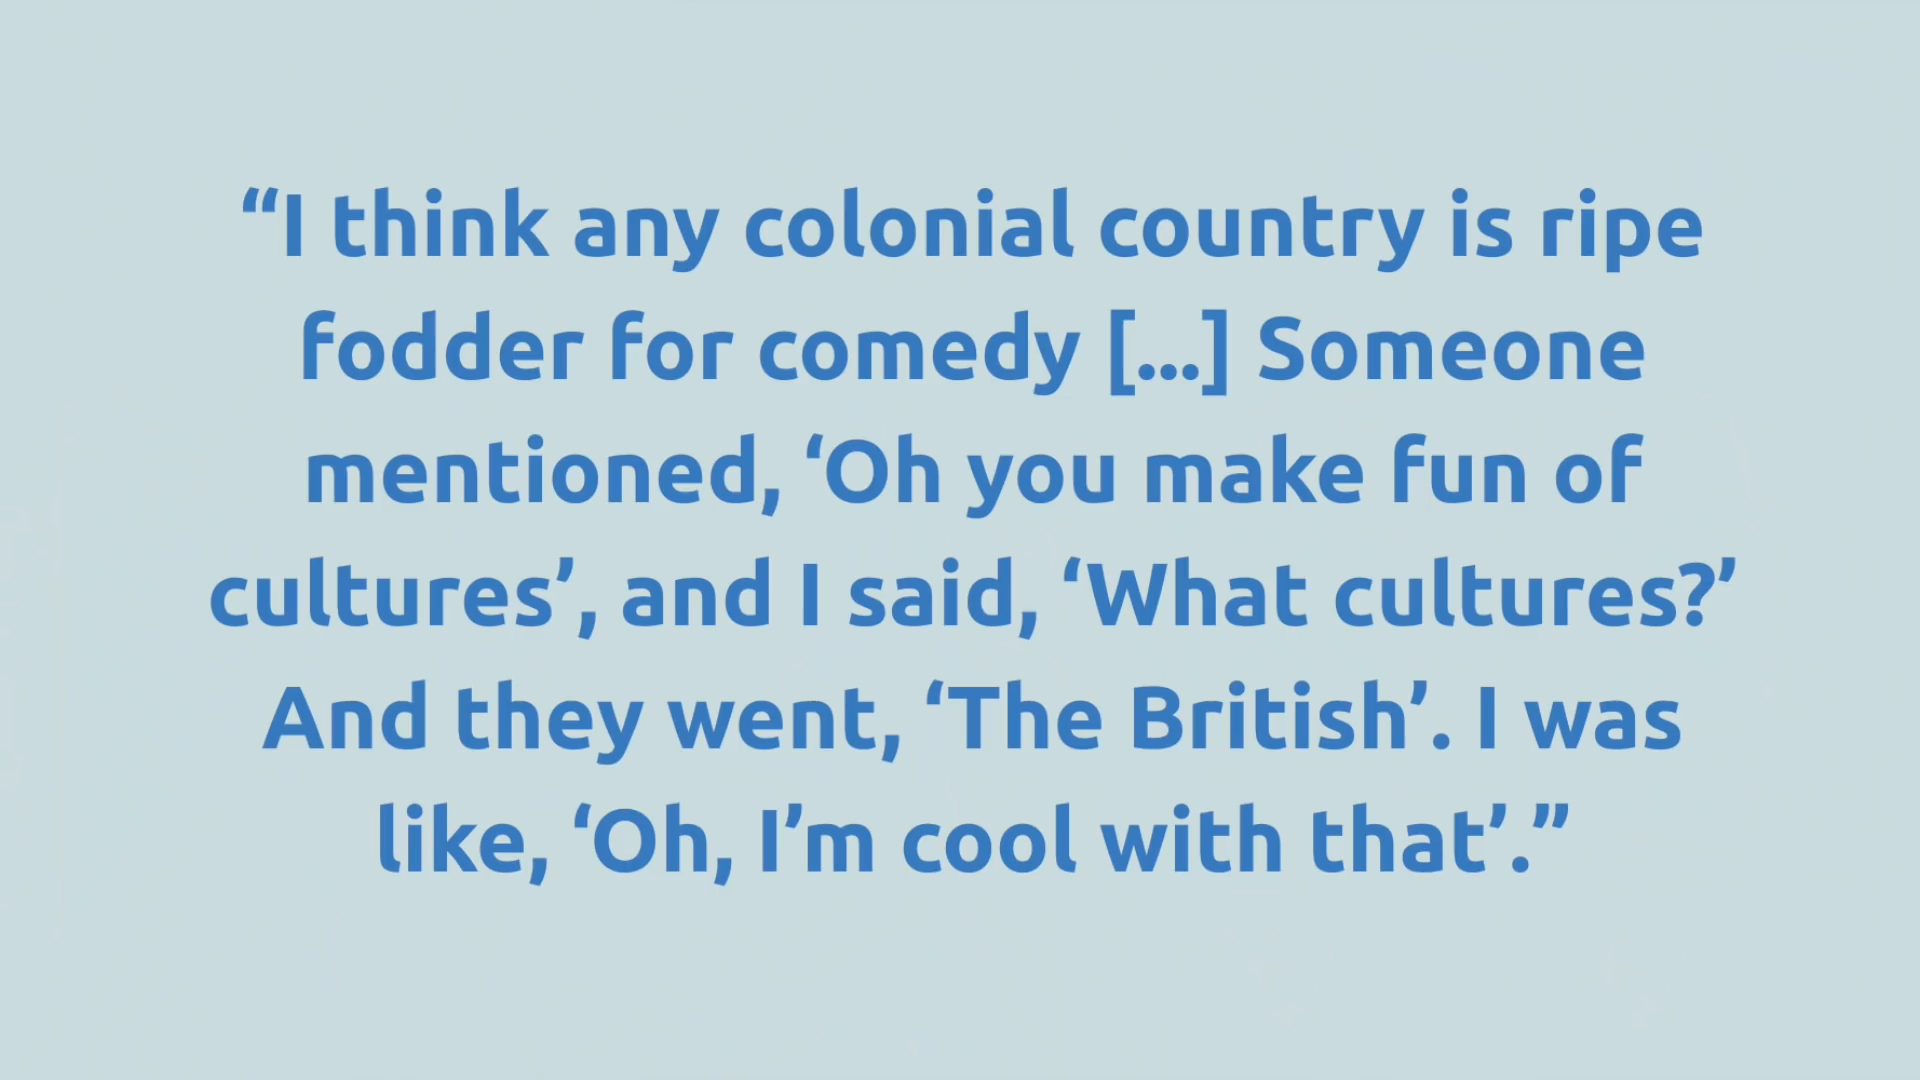 “I think any colonial country is ripe
fodder for comedy [...] Someone
mentioned, ‘Oh you make fun of
cultures’, and I said, ‘What cultures?’
And they went, ‘The British’. I was
like, ‘Oh, I’m cool with that’.”